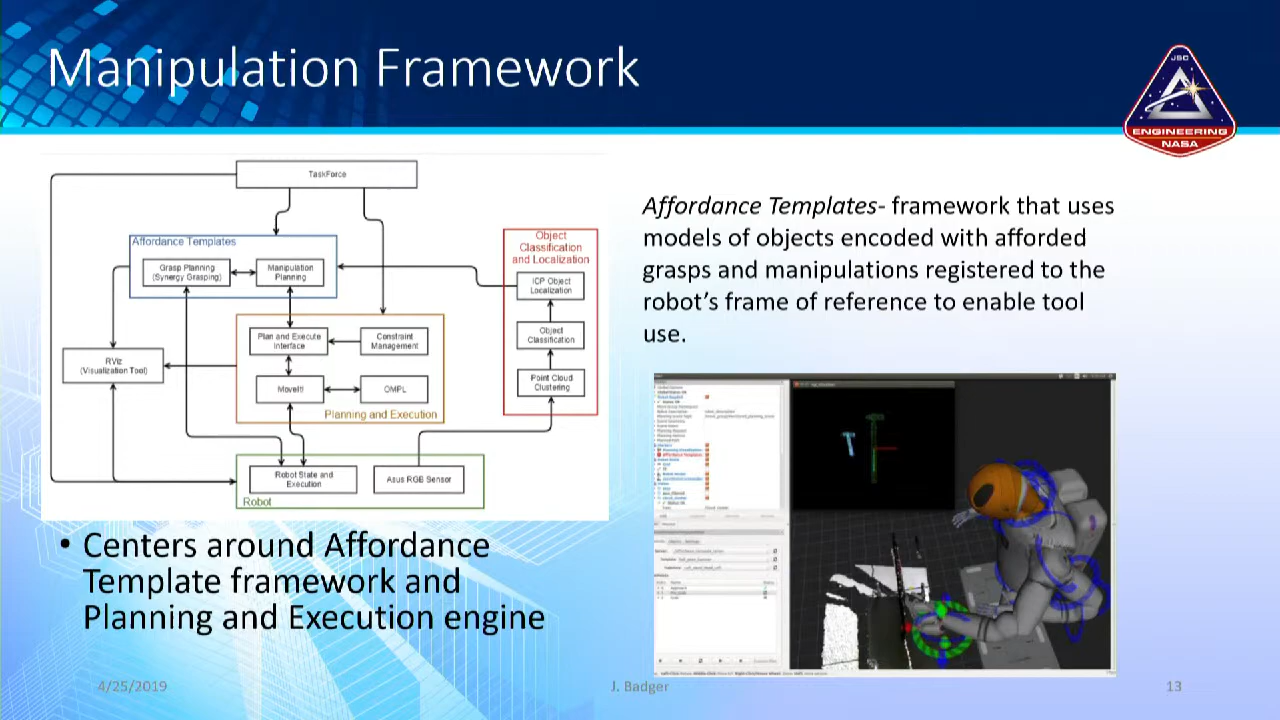 Manipulation Framework
JSC
ENGINEERING
NASA
TaskForce
Affordance Templates
Grasp Planning
(Synergy Grasping)
Manipulation
Planning
Object
Classification
and Localization
ICP Object
Localization
Object
Classification
Point Cloud
Clustering
Plan and Execute
Interface
Constraint
Management
MoveIt!
OMPL
Planning and Execution
RViz
(Visualization Tool)
Robot State and
Execution
Asus RGB Sensor
Robot
• Centers around Affordance
Template framework and
Planning and Execution engine
Affordance Templates- framework that uses
models of objects encoded with afforded
grasps and manipulations registered to the
robot's frame of reference to enable tool
use.
4/25/2019
J. Badger
13